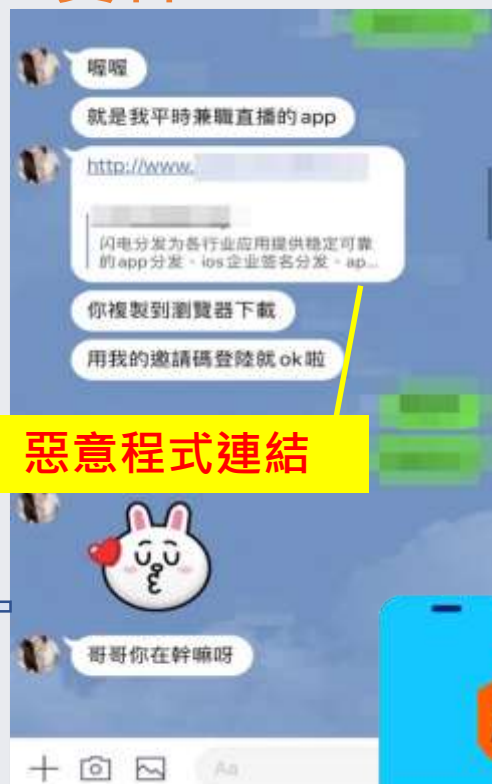 喔喔
就是我平時兼職直播的app
http://www.
闪电分发为各行业应用提供稳定可靠
的app分发、ios企业签名分发、ap...
你複製到瀏覽器下載
用我的邀請碼登陸就ok啦
惡意程式連結
哥哥你在幹嘛呀
Aa